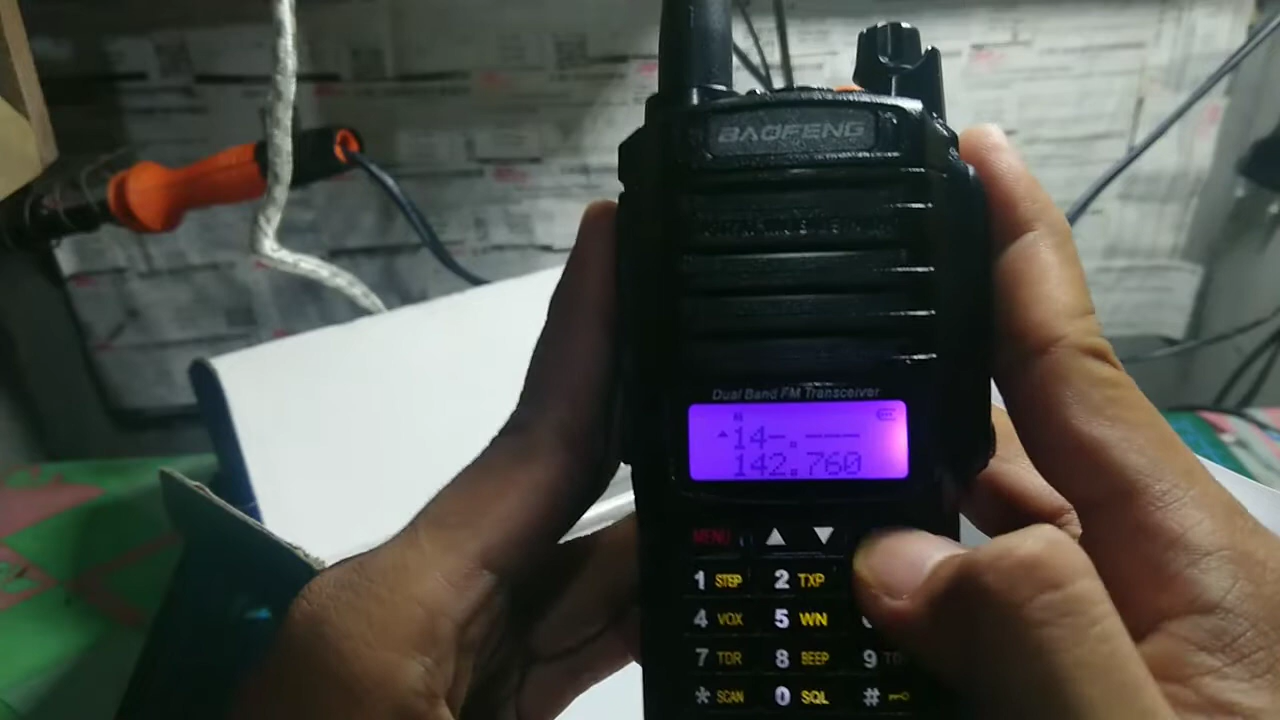 BAOFENG
Dual Band FM Transceiver
14-.---
142.760
MENU
1 STEP 2 TXP
4 VOX 5 WN
7 TDR 8 BEEP 9
* SCAN 0 SQL #